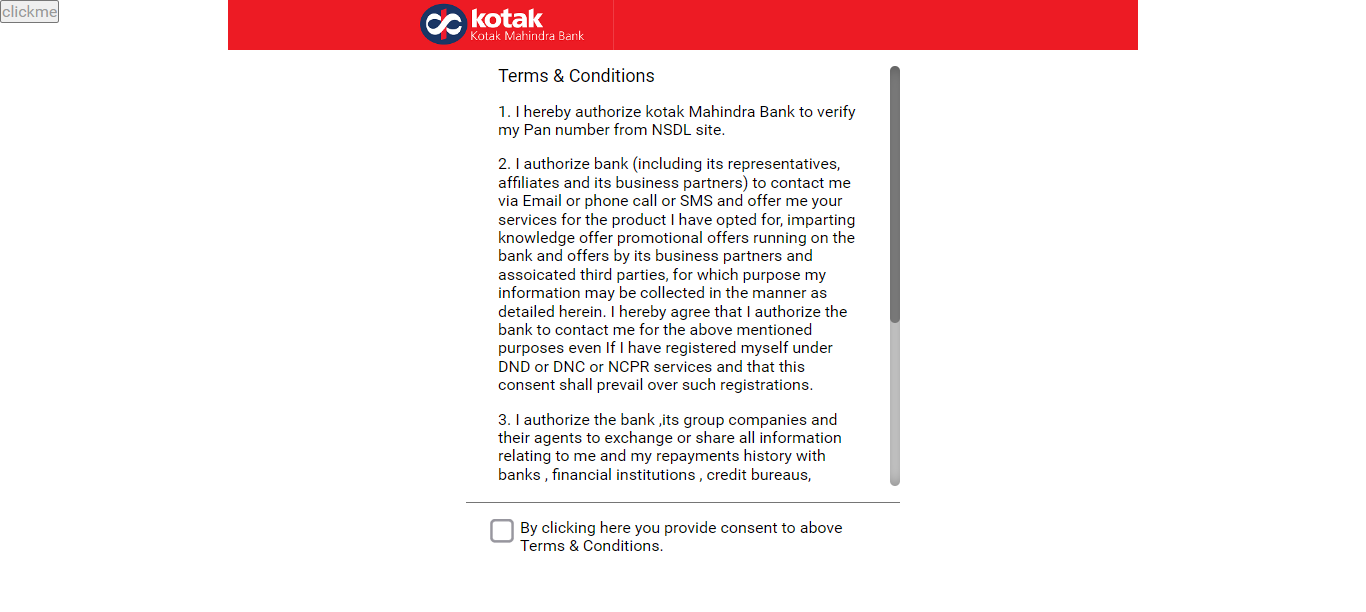 clickme
kotak
Kotak Mahindra Bank
Terms & Conditions
1. I hereby authorize kotak Mahindra Bank to verify
my Pan number from NSDL site.
2. I authorize bank (including its representatives,
affiliates and its business partners) to contact me
via Email or phone call or SMS and offer me your
services for the product I have opted for, imparting
knowledge offer promotional offers running on the
bank and offers by its business partners and
assoicated third parties, for which purpose my
information may be collected in the manner as
detailed herein. I hereby agree that I authorize the
bank to contact me for the above mentioned
purposes even If I have registered myself under
DND or DNC or NCPR services and that this
consent shall prevail over such registrations.
3. I authorize the bank ,its group companies and
their agents to exchange or share all information
relating to me and my repayments history with
banks , financial institutions , credit bureaus,
By clicking here you provide consent to above
Terms & Conditions.